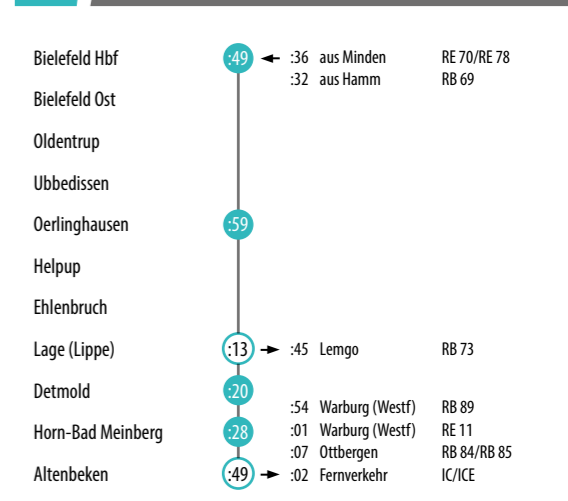 Bielefeld Hbf :49 :36 aus Minden RE 70/RE 78
:32 aus Hamm RB 69
Bielefeld Ost
Oldentrup
Ubbedissen
Oerlinghausen :59
Helpup
Ehlenbruch
Lage (Lippe) :13 :45 Lemgo RB 73
Detmold :20
:54 Warburg (Westf) RB 89
Horn-Bad Meinberg :28 :01 Warburg (Westf) RE 11
:07 Ottbergen RB 84/RB 85
Altenbeken :49 :02 Fernverkehr IC/ICE